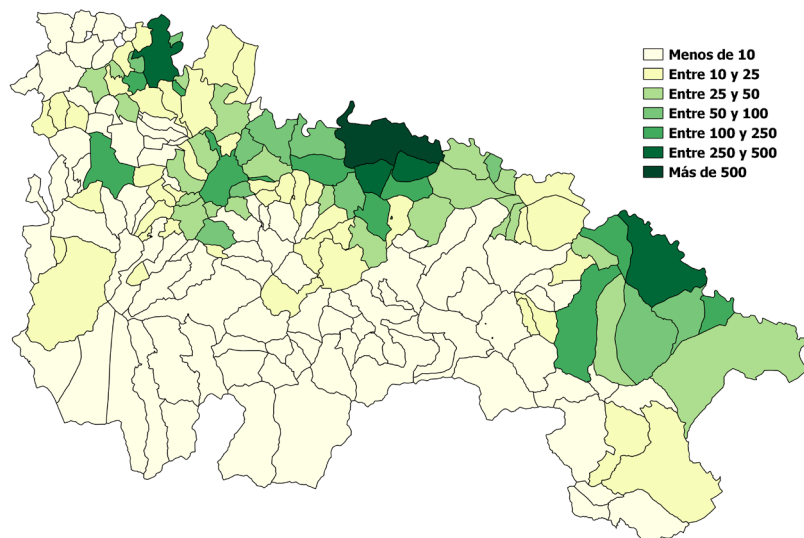 Menos de 10
Entre 10 y 25
Entre 25 y 50
Entre 50 y 100
Entre 100 y 250
Entre 250 y 500
Más de 500